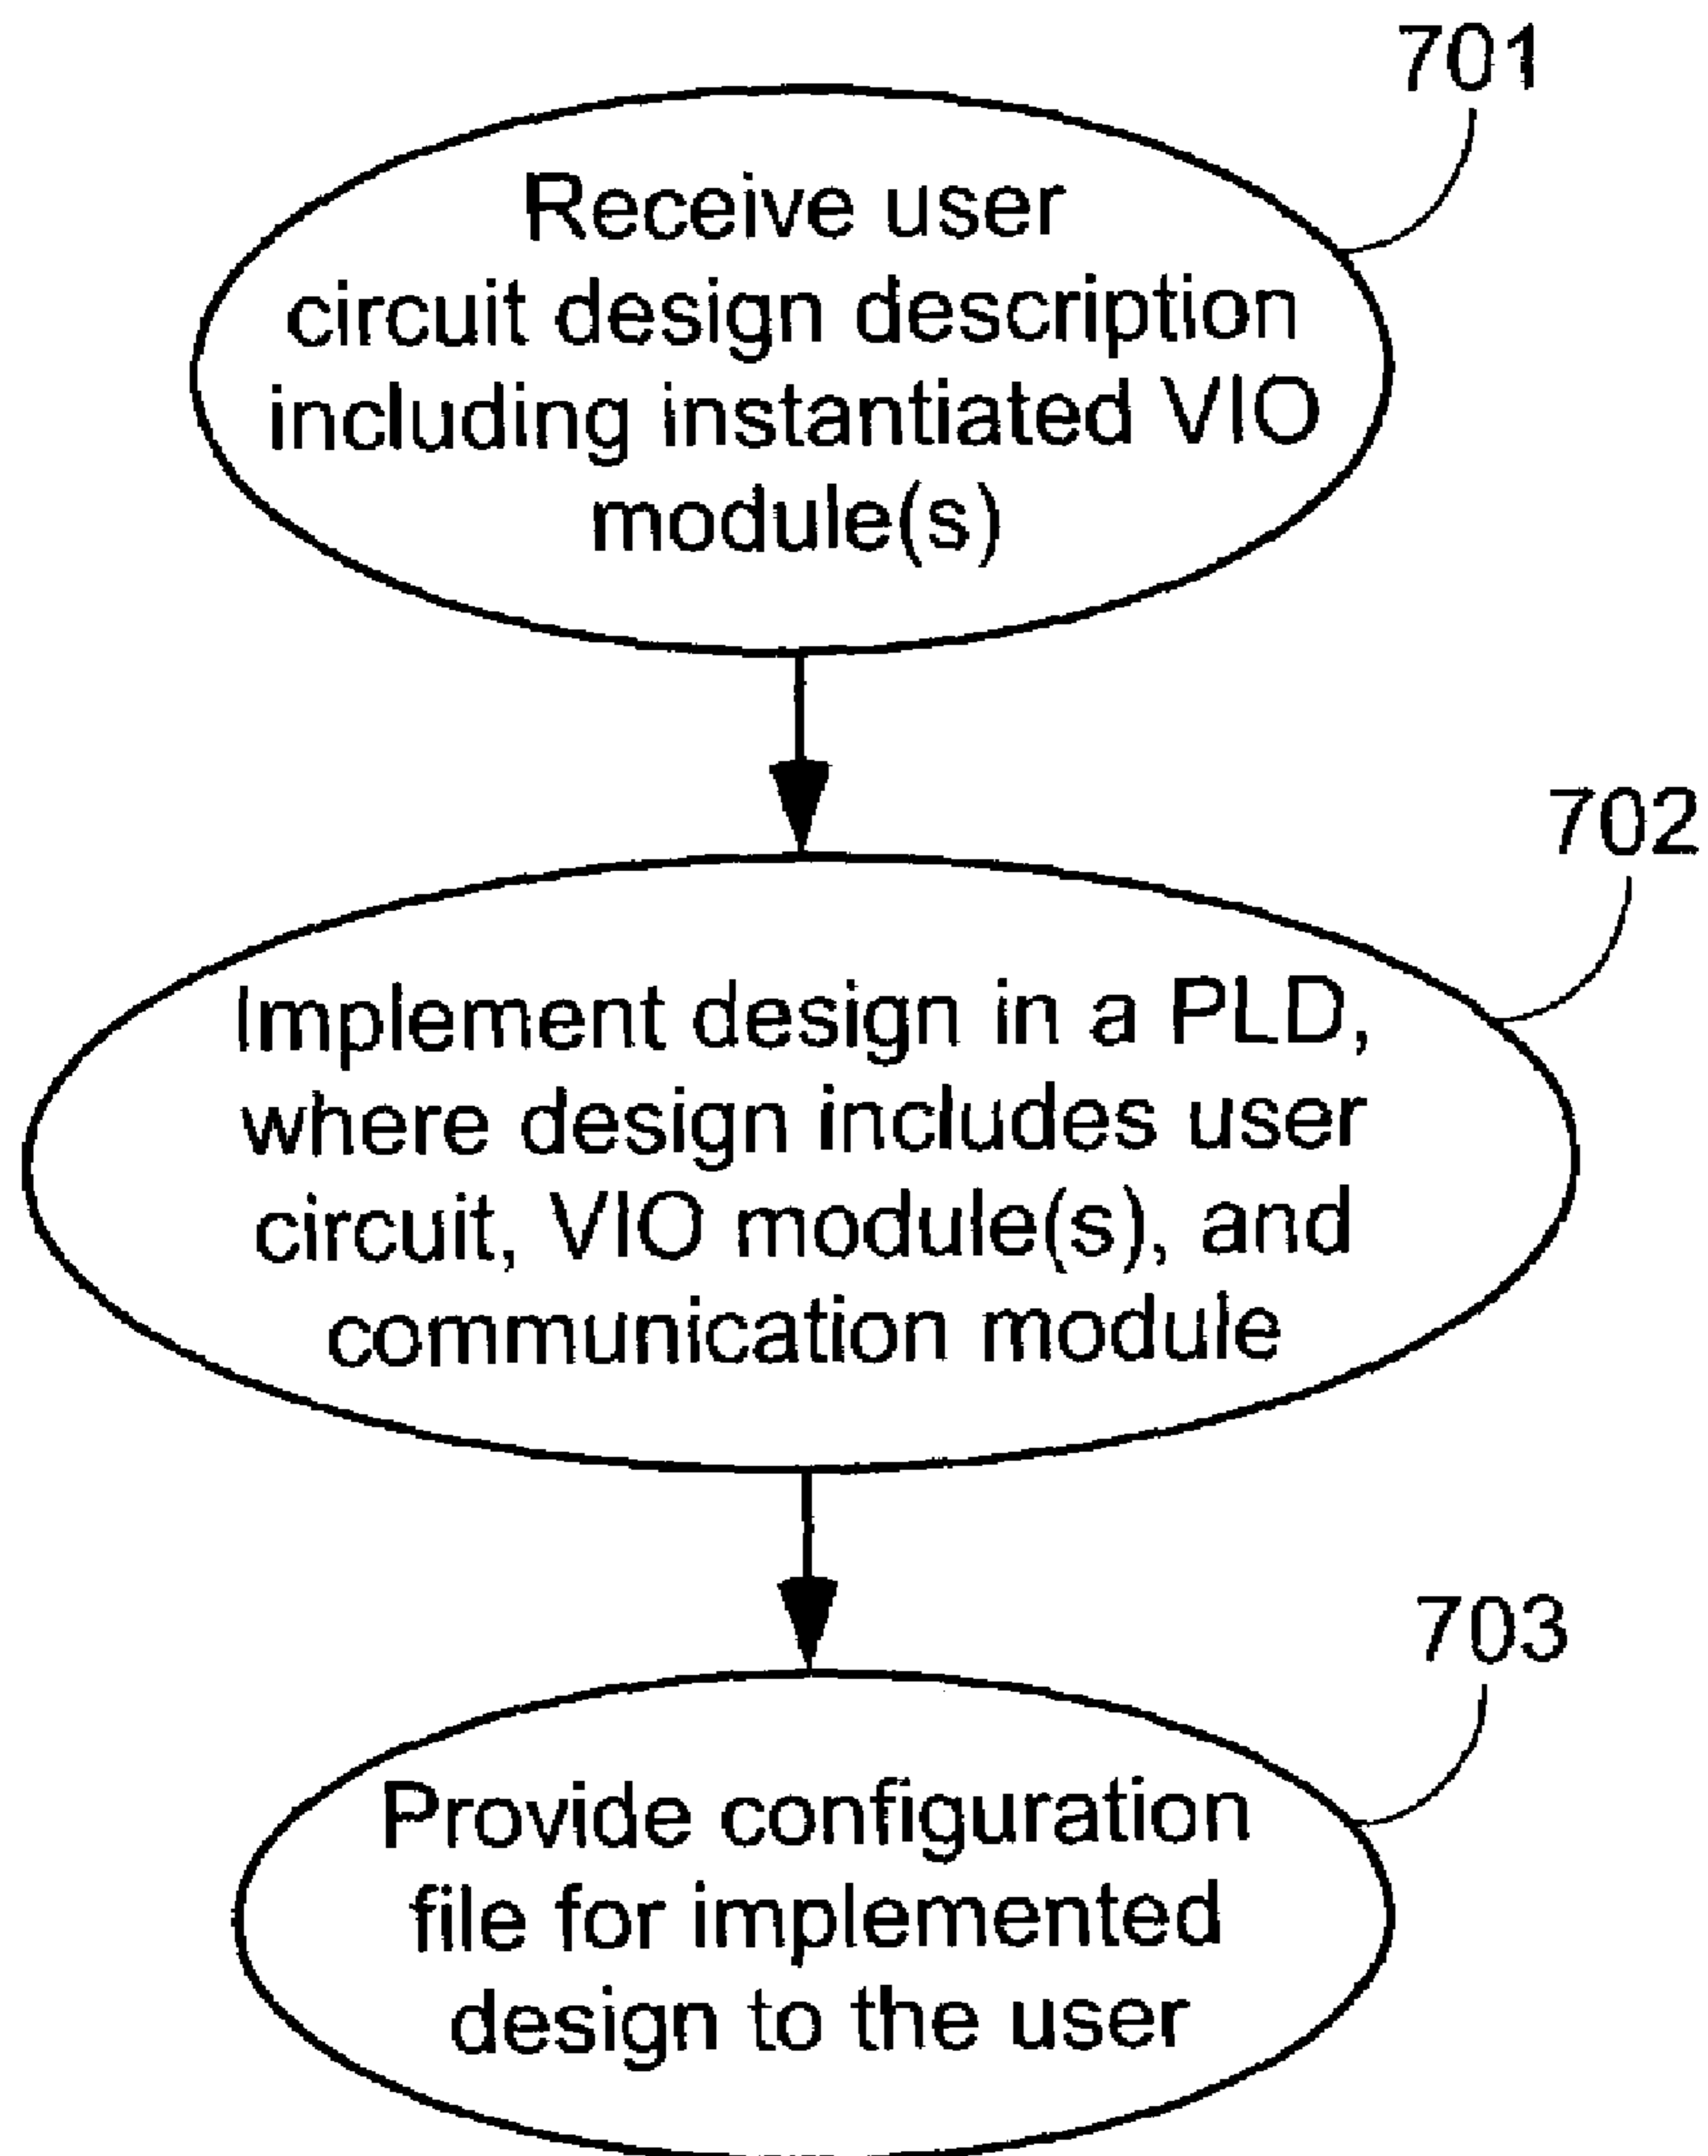 701
Receive user
circuit design description
including instantiated VIO
module(s)
702
Implement design in a PLD,
where design includes user
circuit, VIO module(s), and
communication module
703
Provide configuration
file for implemented
design to the user